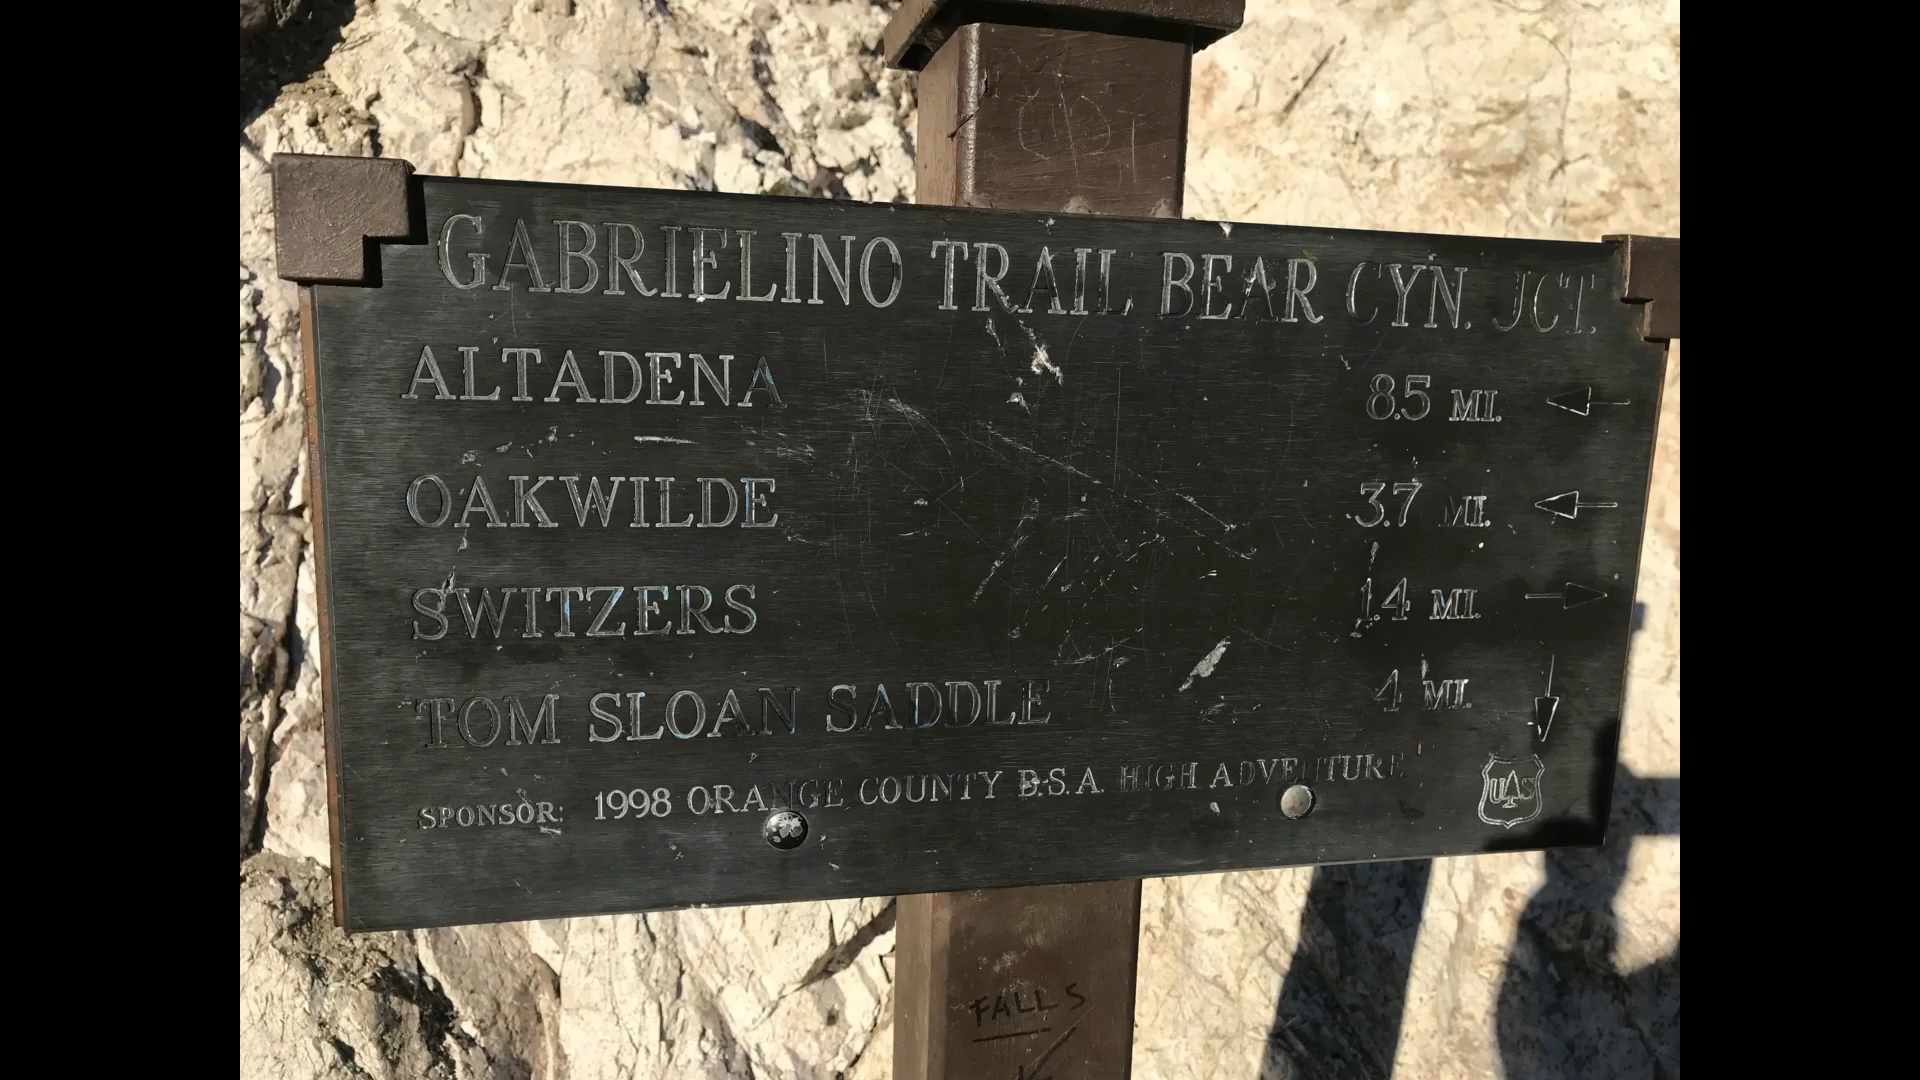 GABRIELINO TRAIL BEAR CYN. JCT.
ALTADENA 8.5 MI.
OAKWILDE 3.7 MI.
SWITZERS 1.4 MI.
TOM SLOAN SADDLE 4 MI.
SPONSOR: 1998 ORANGE COUNTY B.S.A. HIGH ADVENTURE
UAS
FALLS